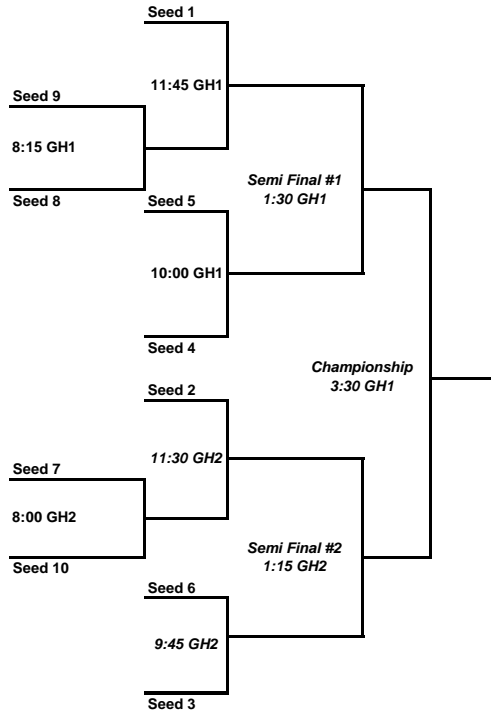 Seed 1
11:45 GH1
Seed 9
8:15 GH1
Seed 8
Semi Final #1
1:30 GH1
Seed 5
10:00 GH1
Seed 4
Championship
3:30 GH1
Seed 2
11:30 GH2
Seed 7
8:00 GH2
Seed 10
Semi Final #2
1:15 GH2
Seed 6
9:45 GH2
Seed 3